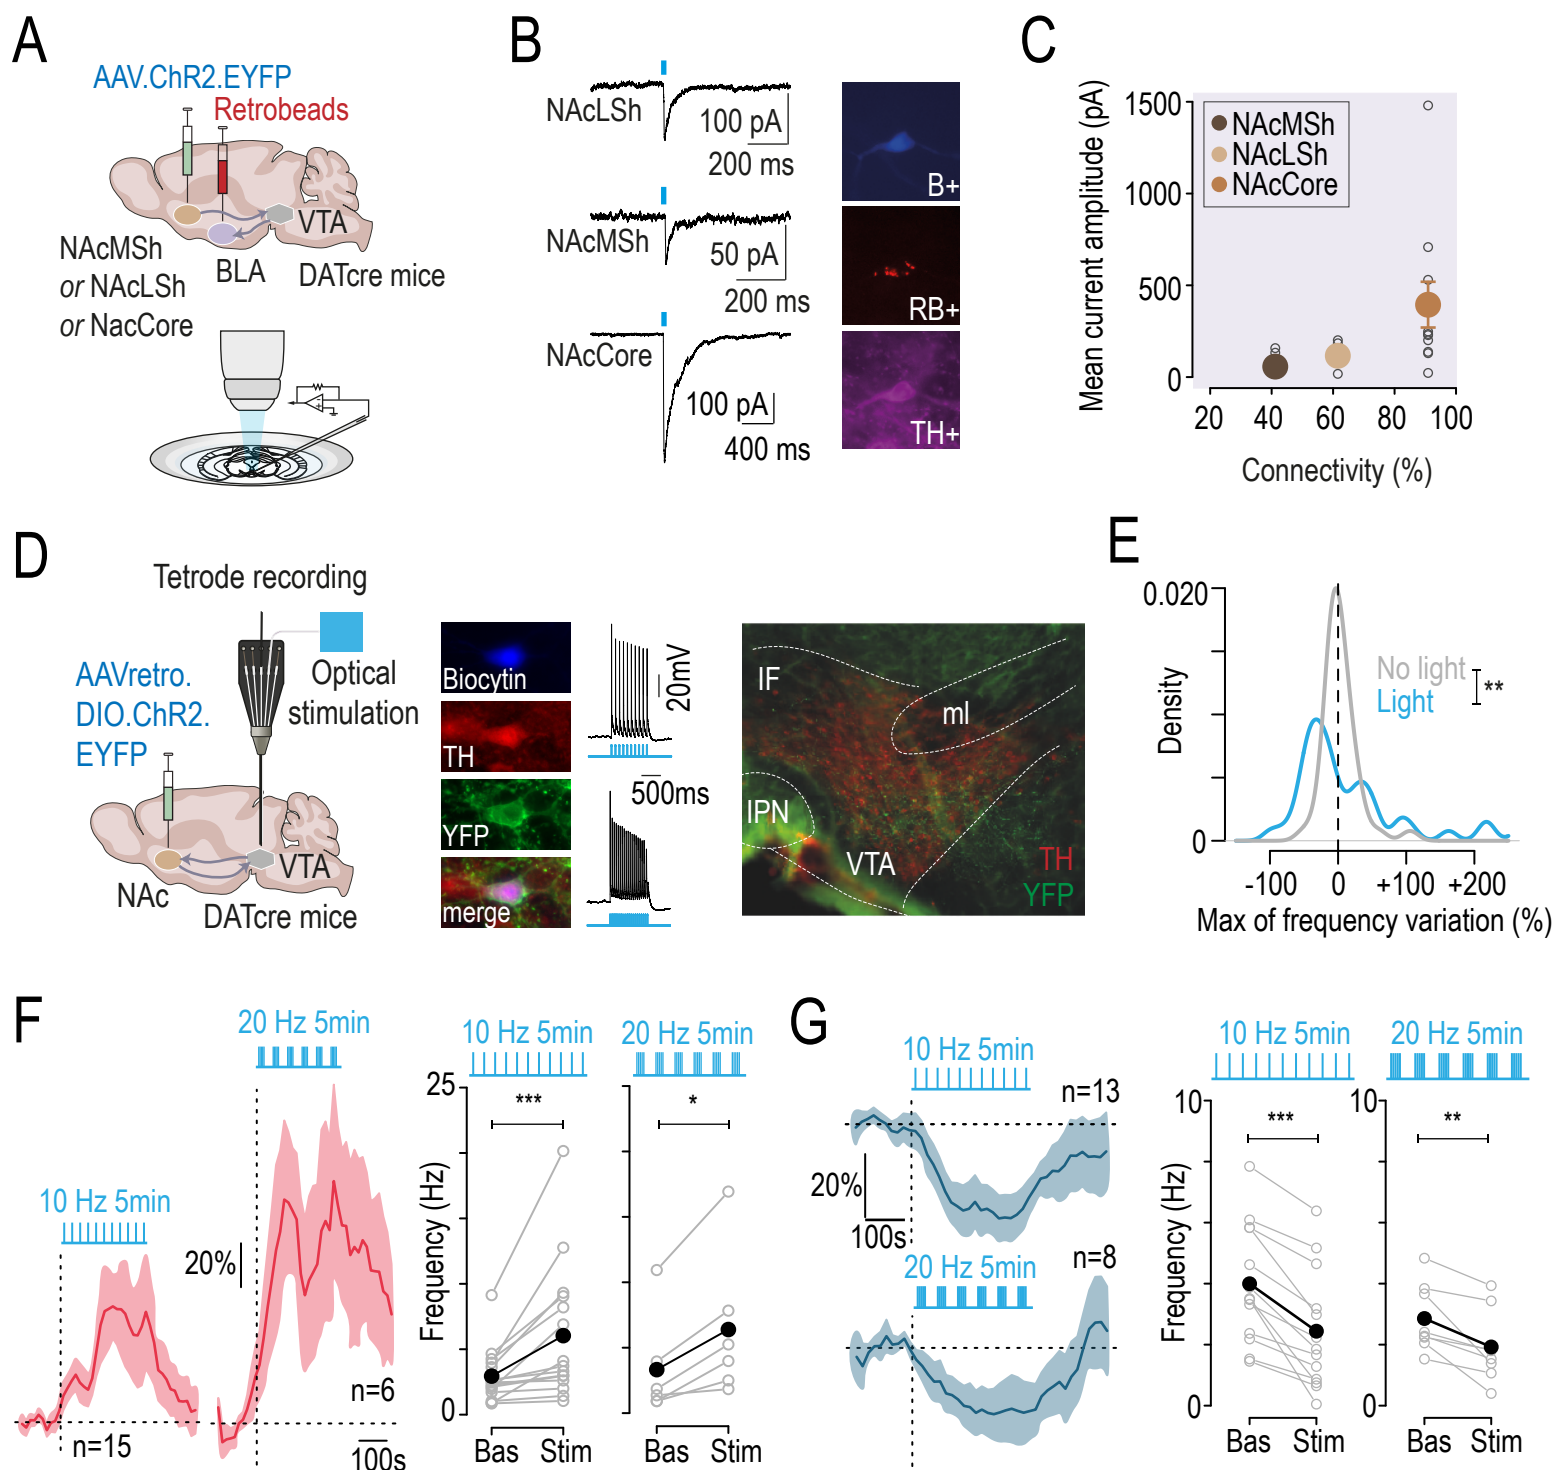 A
AAV.ChR2.EYFP
Retrobeads
VTA
NAcMSh
or NAcLSh
or NacCore
BLA
DATcre mice
B
NAcLSh
100 pA
200 ms
NAcMSh
50 pA
200 ms
NAcCore
100 pA
400 ms
B+
RB+
TH+
C
Mean current amplitude (pA)
1500
1000
500
0
NAcMSh
NAcLSh
NAcCore
20 40 60 80 100
Connectivity (%)
D
Tetrode recording
Optical
stimulation
AAVretro.
DIO.ChR2.
EYFP
VTA
NAc
DATcre mice
Biocytin
TH
YFP
merge
20mV
500ms
IF
ml
IPN
VTA
TH
YFP
E
0.020
Density
0
No light
Light
**
-100 0 +100 +200
Max of frequency variation (%)
F
10 Hz 5min
20 Hz 5min
20%
n=15
n=6
100s
10 Hz 5min
20 Hz 5min
25
Frequency (Hz)
0
***
*
Bas Stim
Bas Stim
G
10 Hz 5min
n=13
20%
100s
20 Hz 5min
n=8
10 Hz 5min
20 Hz 5min
10
Frequency (Hz)
0
***
10
0
**
Bas Stim
Bas Stim